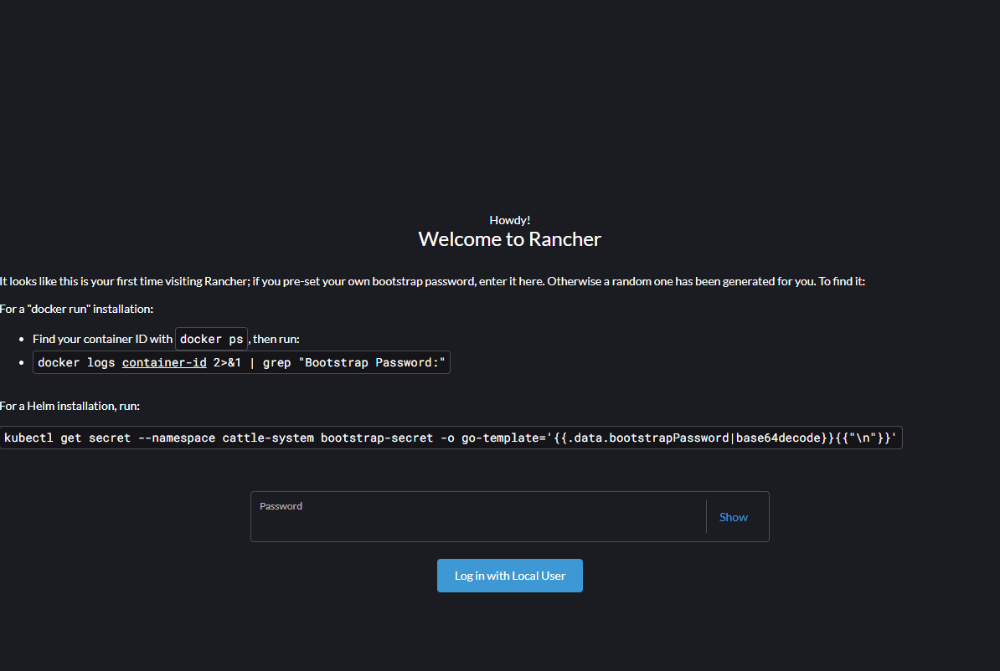 Howdy!
Welcome to Rancher
It looks like this is your first time visiting Rancher; if you pre-set your own bootstrap password, enter it here. Otherwise a random one has been generated for you. To find it:
For a "docker run" installation:
Find your container ID with docker ps, then run:
docker logs container-id 2>&1 | grep "Bootstrap Password:"
For a Helm installation, run:
kubectl get secret --namespace cattle-system bootstrap-secret -o go-template='{{.data.bootstrapPassword|base64decode}}{{"\n"}}'
Password
Show
Log in with Local User